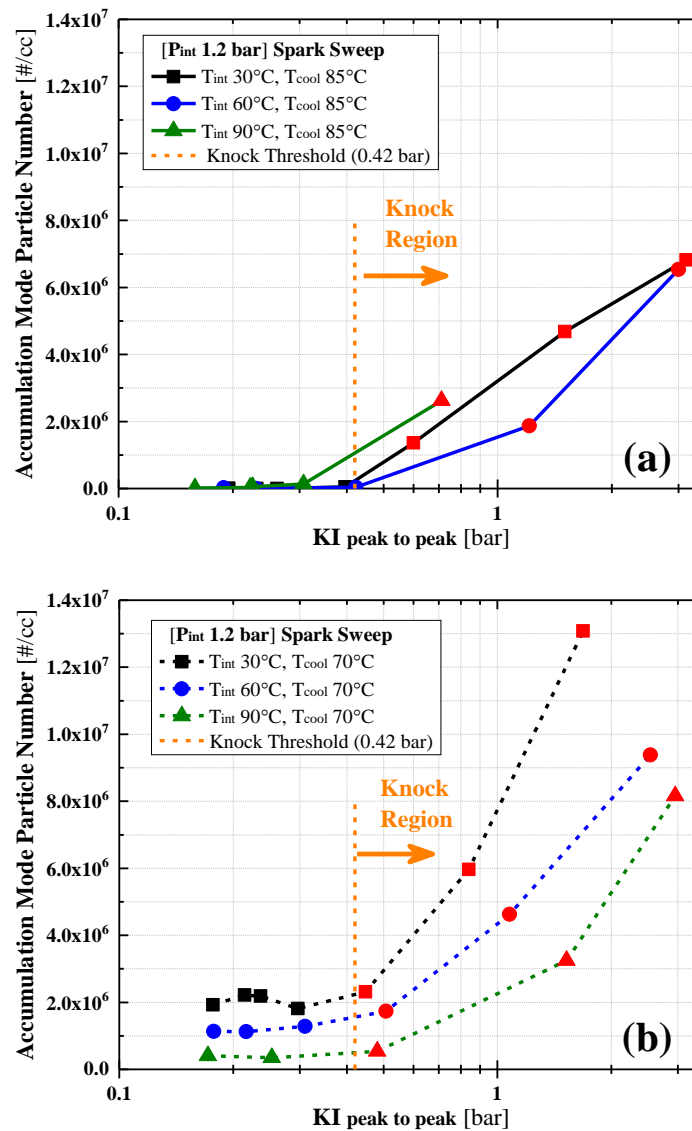 1.4x10⁷
[Pint 1.2 bar] Spark Sweep
Tint 30°C, Tcool 85°C
1.2x10⁷
Tint 60°C, Tcool 85°C
Tint 90°C, Tcool 85°C
1.0x10⁷
Knock Threshold (0.42 bar)
8.0x10⁶
Knock
Region
6.0x10⁶
4.0x10⁶
2.0x10⁶
(a)
0.0
0.1
1
Accumulation Mode Particle Number [#/cc]
KI peak to peak [bar]
1.4x10⁷
[Pint 1.2 bar] Spark Sweep
Tint 30°C, Tcool 70°C
1.2x10⁷
Tint 60°C, Tcool 70°C
Tint 90°C, Tcool 70°C
1.0x10⁷
Knock Threshold (0.42 bar)
8.0x10⁶
Knock
Region
6.0x10⁶
4.0x10⁶
2.0x10⁶
(b)
0.0
0.1
1
Accumulation Mode Particle Number [#/cc]
KI peak to peak [bar]